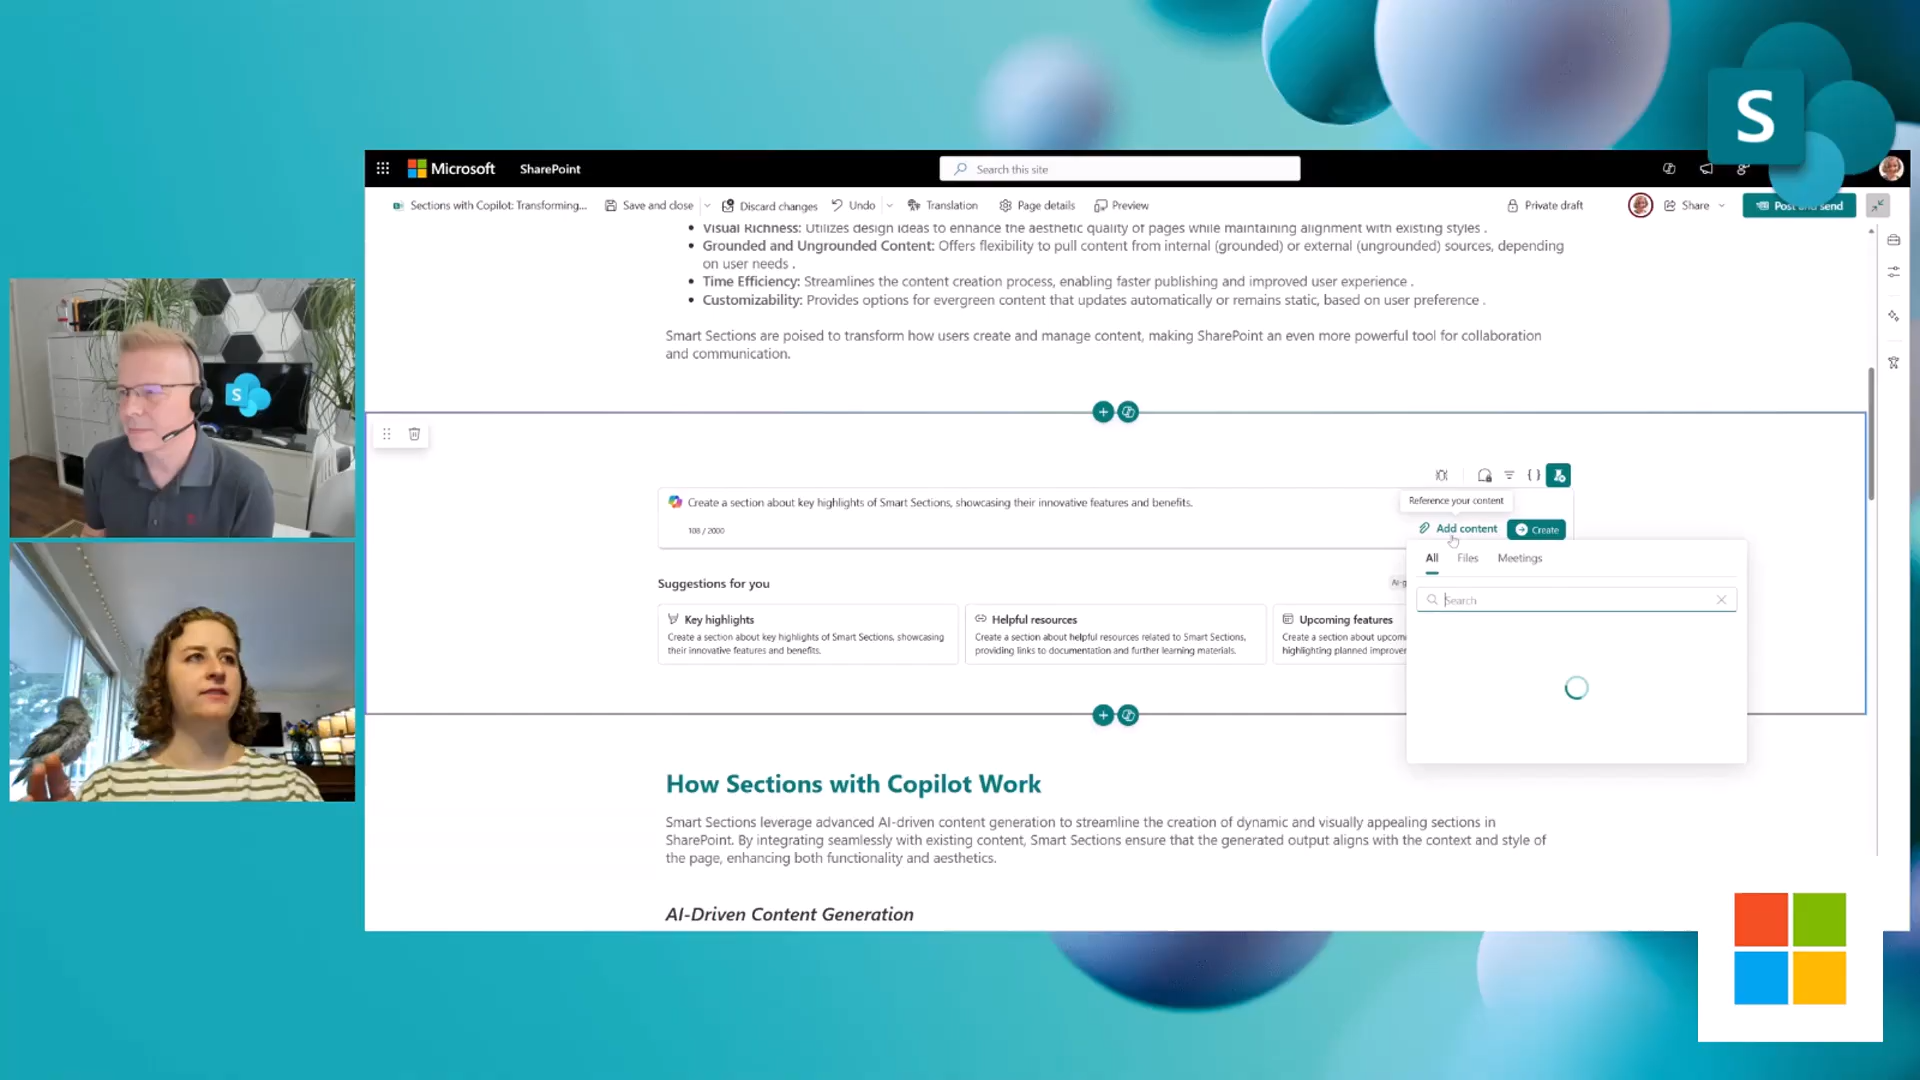 S
Microsoft SharePoint Search this site
Sections with Copilot: Transforming... Save and close Discard changes Undo Translation Page details Preview Private draft Share Post and send
• Visual Richness: Utilizes design ideas to enhance the aesthetic quality of pages while maintaining alignment with existing styles .
• Grounded and Ungrounded Content: Offers flexibility to pull content from internal (grounded) or external (ungrounded) sources, depending
on user needs .
• Time Efficiency: Streamlines the content creation process, enabling faster publishing and improved user experience .
• Customizability: Provides options for evergreen content that updates automatically or remains static, based on user preference .
Smart Sections are poised to transform how users create and manage content, making SharePoint an even more powerful tool for collaboration
and communication.
S
{ }
Create a section about key highlights of Smart Sections, showcasing their innovative features and benefits.
Reference your content
108 / 2000
Add content Create
All Files Meetings
Search
Suggestions for you
Key highlights
Create a section about key highlights of Smart Sections, showcasing
their innovative features and benefits.
Helpful resources
Create a section about helpful resources related to Smart Sections,
providing links to documentation and further learning materials.
Upcoming features
Create a section about upcom
highlighting planned improver
How Sections with Copilot Work
Smart Sections leverage advanced AI-driven content generation to streamline the creation of dynamic and visually appealing sections in
SharePoint. By integrating seamlessly with existing content, Smart Sections ensure that the generated output aligns with the context and style of
the page, enhancing both functionality and aesthetics.
AI-Driven Content Generation